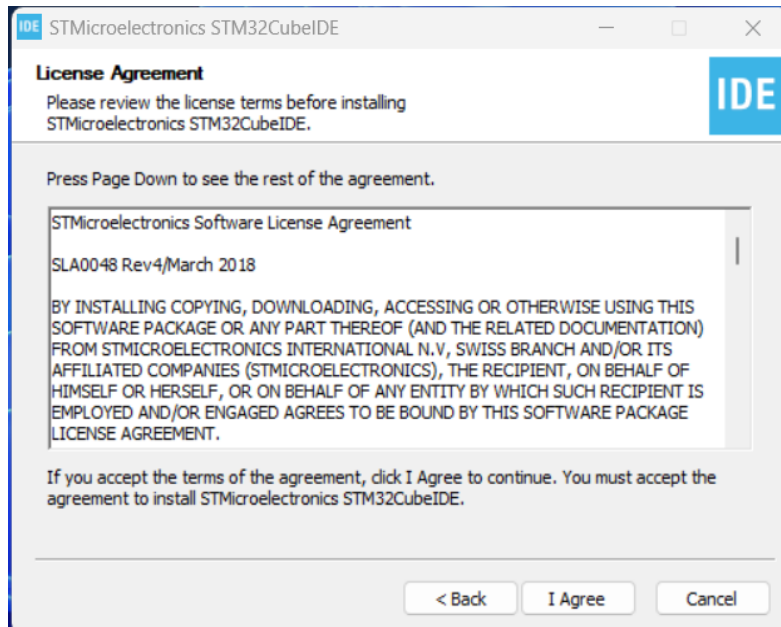 IDE STMicroelectronics STM32CubeIDE
License Agreement
Please review the license terms before installing
STMicroelectronics STM32CubeIDE.
IDE
Press Page Down to see the rest of the agreement.
STMicroelectronics Software License Agreement
SLA0048 Rev4/March 2018
BY INSTALLING COPYING, DOWNLOADING, ACCESSING OR OTHERWISE USING THIS
SOFTWARE PACKAGE OR ANY PART THEREOF (AND THE RELATED DOCUMENTATION)
FROM STMICROELECTRONICS INTERNATIONAL N.V, SWISS BRANCH AND/OR ITS
AFFILIATED COMPANIES (STMICROELECTRONICS), THE RECIPIENT, ON BEHALF OF
HIMSELF OR HERSELF, OR ON BEHALF OF ANY ENTITY BY WHICH SUCH RECIPIENT IS
EMPLOYED AND/OR ENGAGED AGREES TO BE BOUND BY THIS SOFTWARE PACKAGE
LICENSE AGREEMENT.
If you accept the terms of the agreement, click I Agree to continue. You must accept the
agreement to install STMicroelectronics STM32CubeIDE.
< Back I Agree Cancel